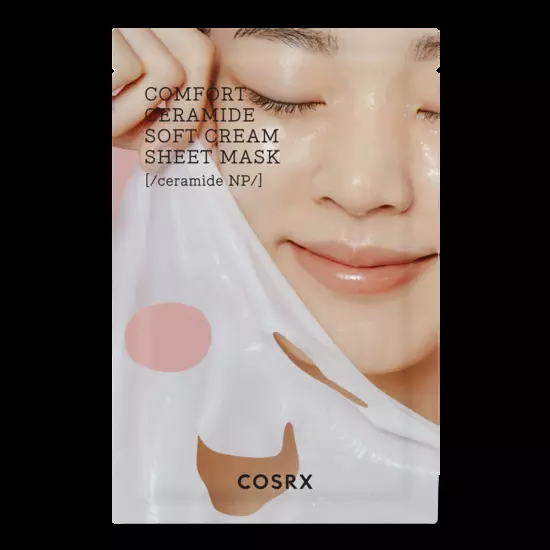 COMFORT
CERAMIDE
SOFT CREAM
SHEET MASK
[/ceramide NP/]
COSRX